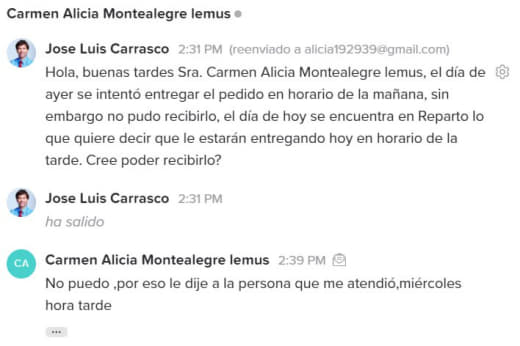 Carmen Alicia Montealegre lemus
Jose Luis Carrasco 2:31 PM (reenviado a alicia192939@gmail.com)
Hola, buenas tardes Sra. Carmen Alicia Montealegre lemus, el día de
ayer se intentó entregar el pedido en horario de la mañana, sin
embargo no pudo recibirlo, el día de hoy se encuentra en Reparto lo
que quiere decir que le estarán entregando hoy en horario de la
tarde. Cree poder recibirlo?
Jose Luis Carrasco 2:31 PM
ha salido
CA
Carmen Alicia Montealegre lemus 2:39 PM
No puedo ,por eso le dije a la persona que me atendió,miércoles
hora tarde
...